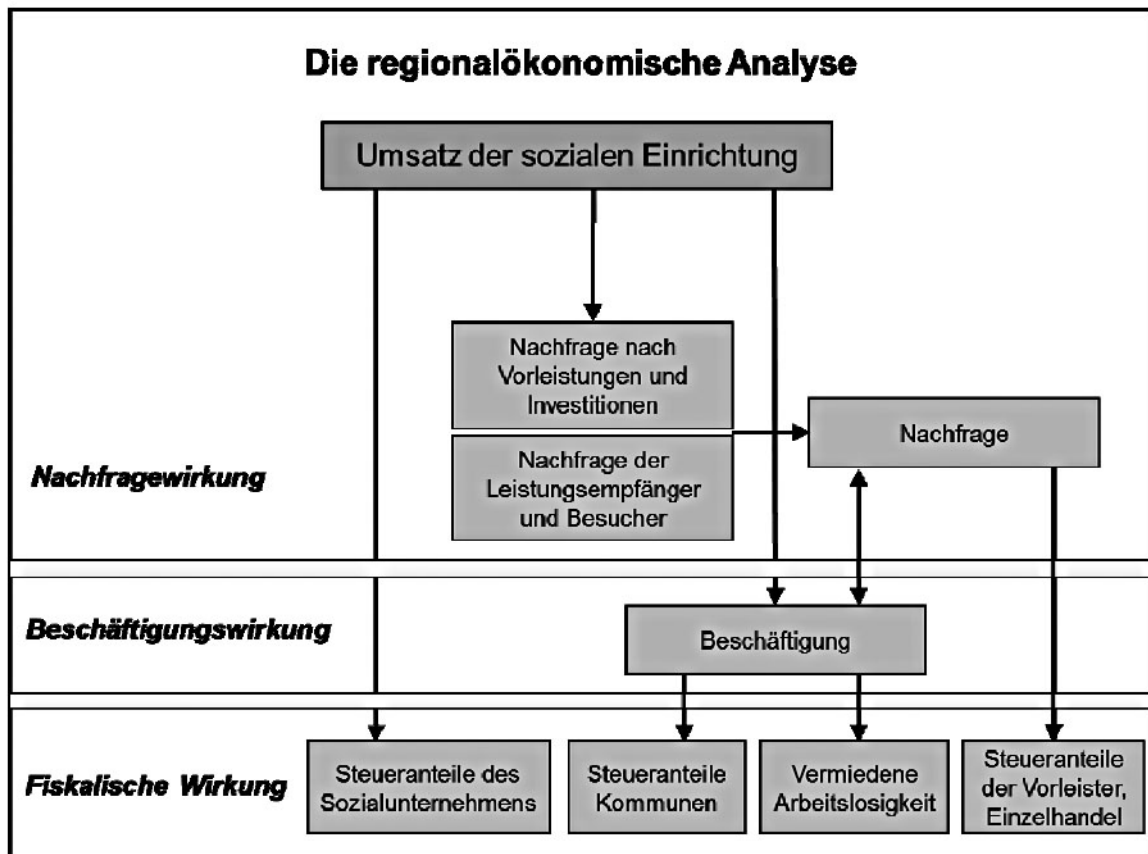 Die regionalökonomische Analyse
Umsatz der sozialen Einrichtung
Nachfrage nach
Vorleistungen und
Investitionen
Nachfrage
Nachfrage der
Leistungsempfänger
und Besucher
Nachfragewirkung
Beschäftigungswirkung
Beschäftigung
Fiskalische Wirkung
Steueranteile des
Sozialunternehmens
Steueranteile
Kommunen
Vermiedene
Arbeitslosigkeit
Steueranteile
der Vorleister,
Einzelhandel